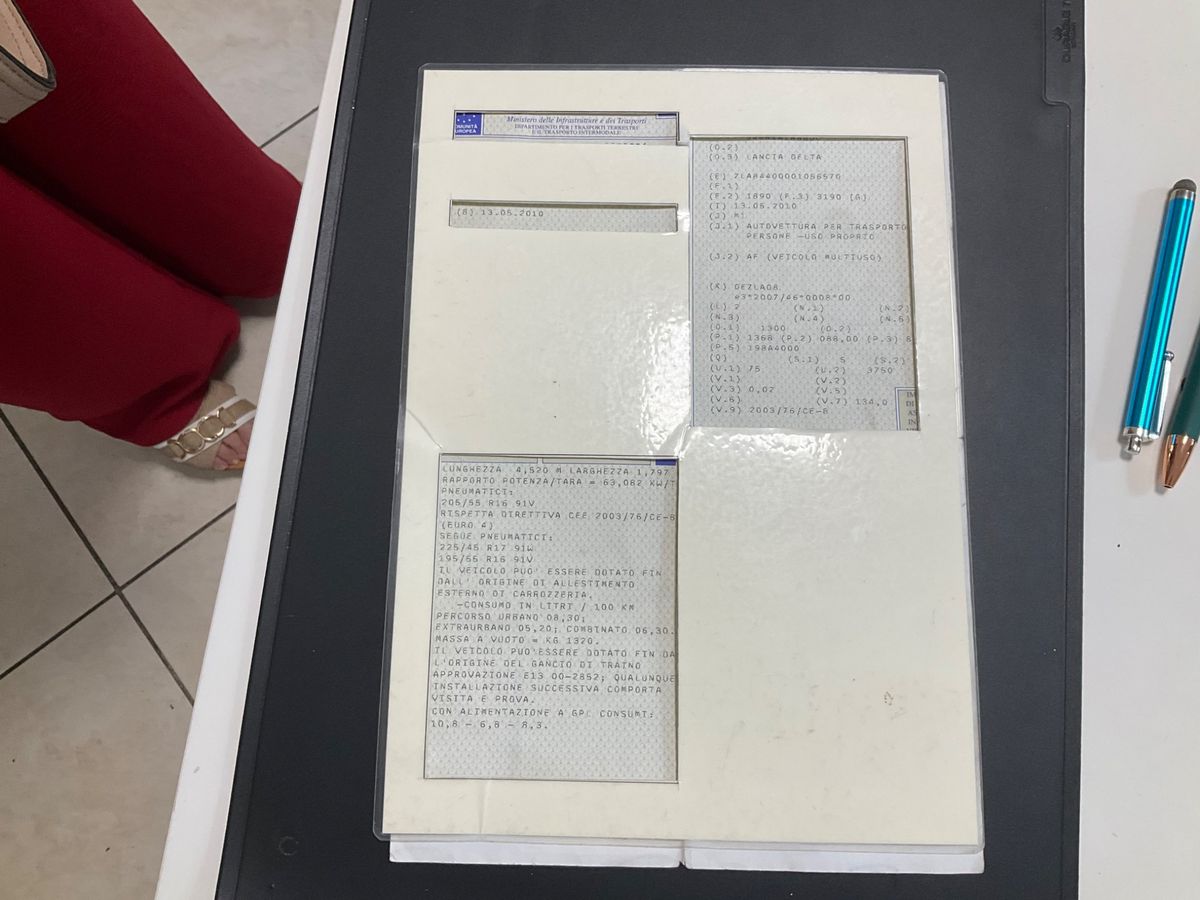 COMUNITÀ
EUROPEA
Ministero delle Infrastrutture e dei Trasporti
DIPARTIMENTO PER I TRASPORTI TERRESTRI
E IL TRASPORTO INTERMODALE
(B) 13.05.2010
(D.2)
(D.3) LANCIA DELTA
(E) ZLA84400001056570
(F.1)
(F.2) 1890 (F.3) 3190 [G]
(I) 13.05.2010
(J) M1
(J.1) AUTOVETTURA PER TRASPORTO
PERSONE -USO PROPRIO
(J.2) AF (VEICOLO MULTIUSO)
(K) DEZLA08
e3*2007/46*0008*00
(L) 2 (N.1) (N.2)
(N.3) (N.4) (N.5)
(O.1) 1300 (O.2)
(P.1) 1368 (P.2) 088,00 (P.3) B
(P.5) 198A4000
(Q) (S.1) 5 (S.2)
(U.1) 75 (U.2) 3750
(V.1) (V.2)
(V.3) 0,02 (V.5)
(V.6) (V.7) 134,0
(V.9) 2003/76/CE-B
LUNGHEZZA 4,520 M LARGHEZZA 1,797
RAPPORTO POTENZA/TARA = 63,082 KW/T
PNEUMATICI:
205/55 R16 91V
RISPETTA DIRETTIVA CEE 2003/76/CE-B
(EURO 4)
SEGUE PNEUMATICI:
225/45 R17 91W
195/55 R16 91V
IL VEICOLO PUO' ESSERE DOTATO FIN
DALL' ORIGINE DI ALLESTIMENTO
ESTERNO DI CARROZZERIA.
-CONSUMO IN LITRI / 100 KM
PERCORSO URBANO 08,30;
EXTRAURBANO 05,20; COMBINATO 06,30.
MASSA A VUOTO = KG 1320.
IL VEICOLO PUO'ESSERE DOTATO FIN DA
L'ORIGINE DEL GANCIO DI TRAINO
APPROVAZIONE E13 00-2852; QUALUNQUE
INSTALLAZIONE SUCCESSIVA COMPORTA
VISITA E PROVA.
CON ALIMENTAZIONE A GPL CONSUMI:
10,8 - 6,8 - 8,3.
DURABLE